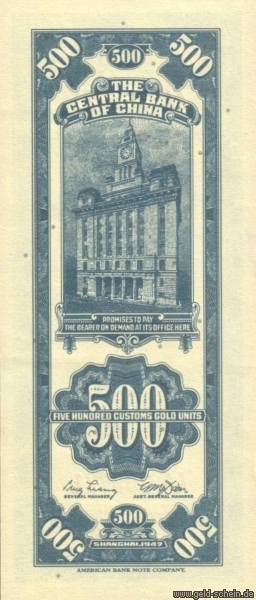 500 500 500
THE
CENTRAL BANK
OF CHINA
PROMISES TO PAY
THE BEARER ON DEMAND AT ITS OFFICE HERE
500
FIVE HUNDRED CUSTOMS GOLD UNITS
GENERAL MANAGER ASST. GENERAL MANAGER
500 500 500
SHANGHAI, 1947
AMERICAN BANK NOTE COMPANY.
www.geld-schein.de